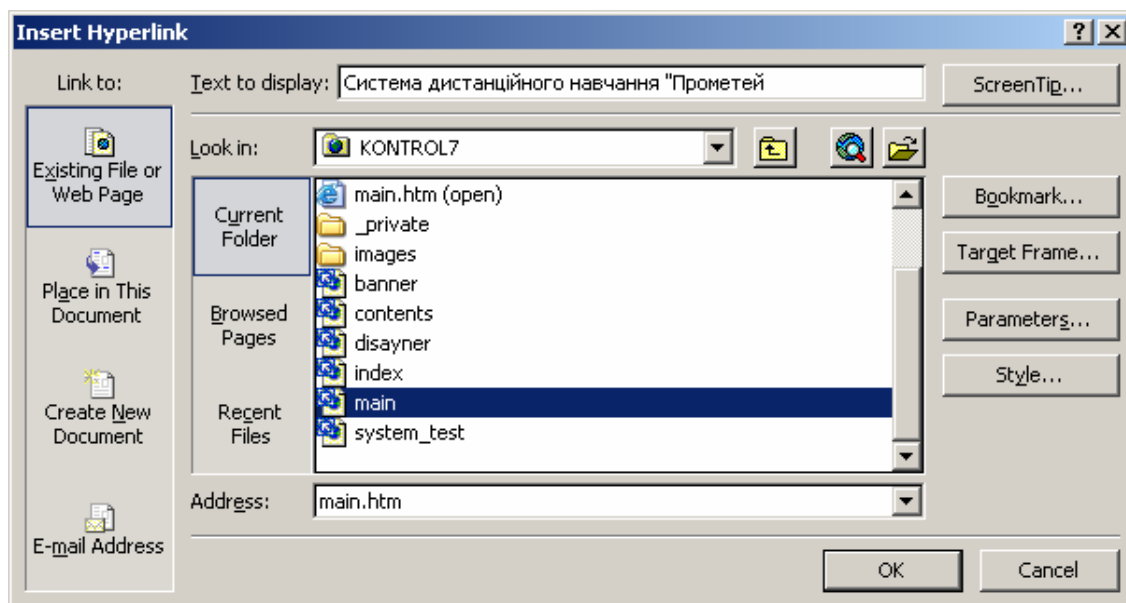 Insert Hyperlink
Link to:
Text to display: Система дистанційного навчання "Прометей
ScreenTip...
Existing File or
Web Page
Place in This
Document
Create New
Document
E-mail Address
Look in: KONTROL7
Current
Folder
Browsed
Pages
Recent
Files
main.htm (open)
_private
images
banner
contents
disayner
index
main
system_test
Address: main.htm
Bookmark...
Target Frame...
Parameters...
Style...
OK
Cancel